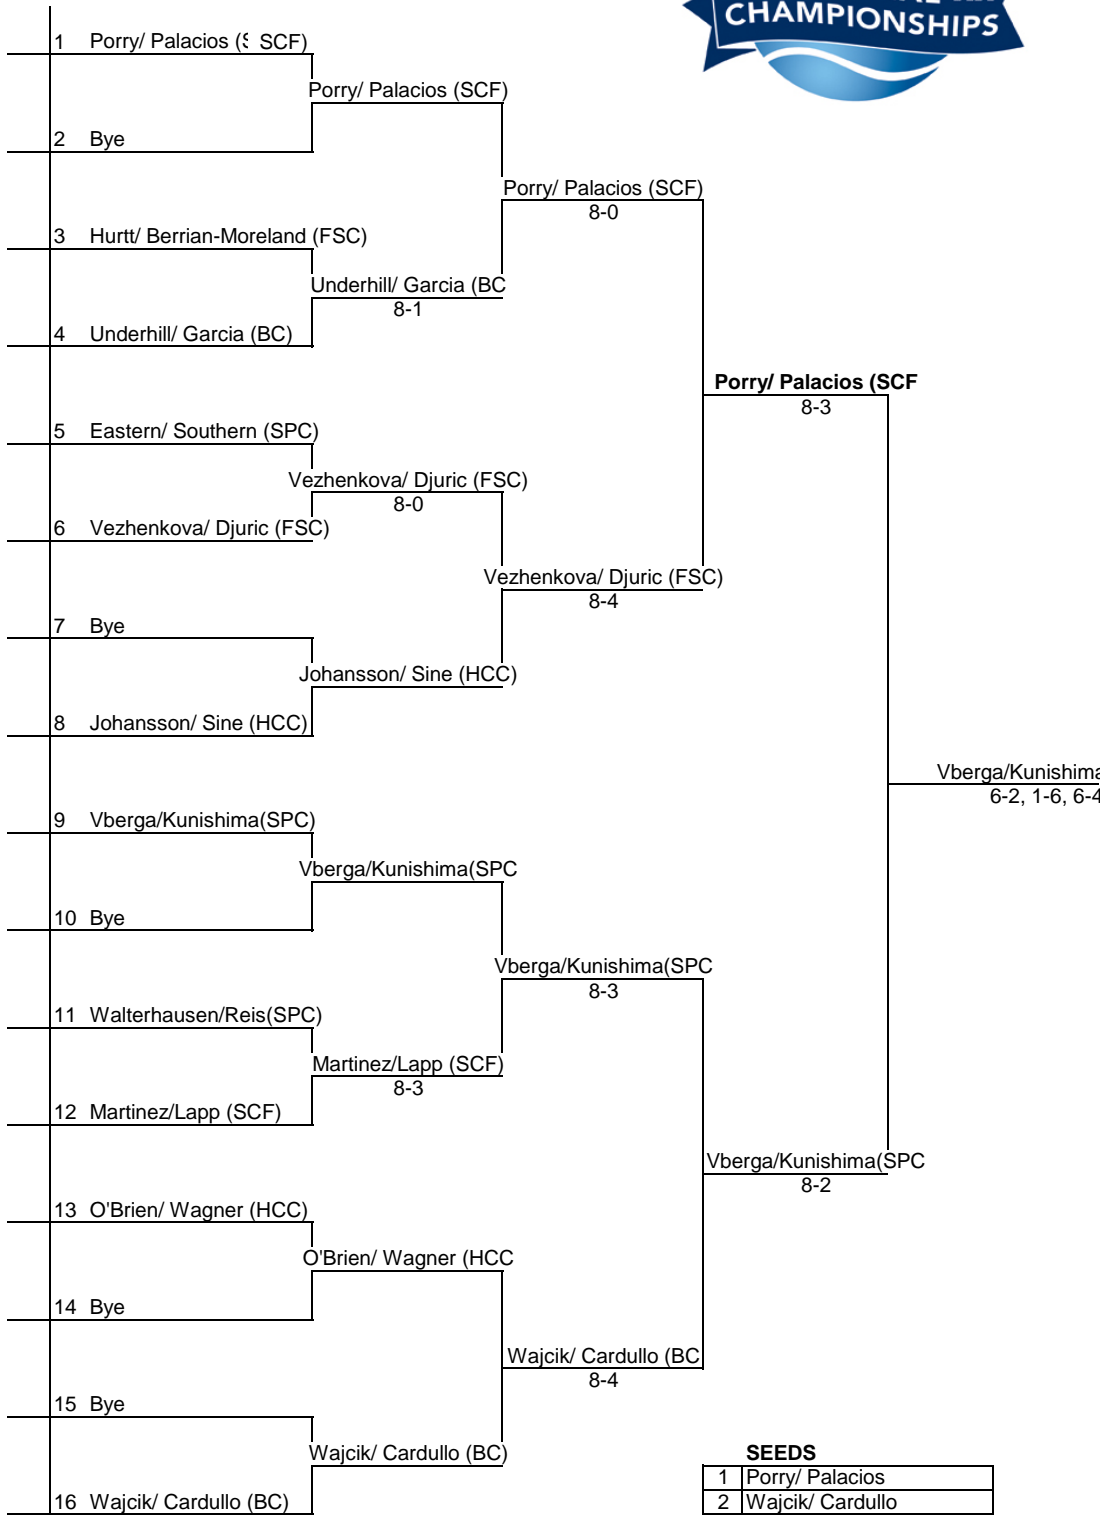 CHAMPIONSHIPS
1 Porry/ Palacios (S SCF)
Porry/ Palacios (SCF)
2 Bye
Porry/ Palacios (SCF)
8-0
3 Hurtt/ Berrian-Moreland (FSC)
Underhill/ Garcia (BC
8-1
4 Underhill/ Garcia (BC)
Porry/ Palacios (SCF
8-3
5 Eastern/ Southern (SPC)
Vezhenkova/ Djuric (FSC)
8-0
6 Vezhenkova/ Djuric (FSC)
Vezhenkova/ Djuric (FSC)
8-4
7 Bye
Johansson/ Sine (HCC)
8 Johansson/ Sine (HCC)
Vberga/Kunishima
6-2, 1-6, 6-4
9 Vberga/Kunishima(SPC)
Vberga/Kunishima(SPC
10 Bye
Vberga/Kunishima(SPC
8-3
11 Walterhausen/Reis(SPC)
Martinez/Lapp (SCF)
8-3
12 Martinez/Lapp (SCF)
Vberga/Kunishima(SPC
8-2
13 O'Brien/ Wagner (HCC)
O'Brien/ Wagner (HCC
14 Bye
Wajcik/ Cardullo (BC
8-4
15 Bye
Wajcik/ Cardullo (BC)
16 Wajcik/ Cardullo (BC)
SEEDS
1 Porry/ Palacios
2 Wajcik/ Cardullo